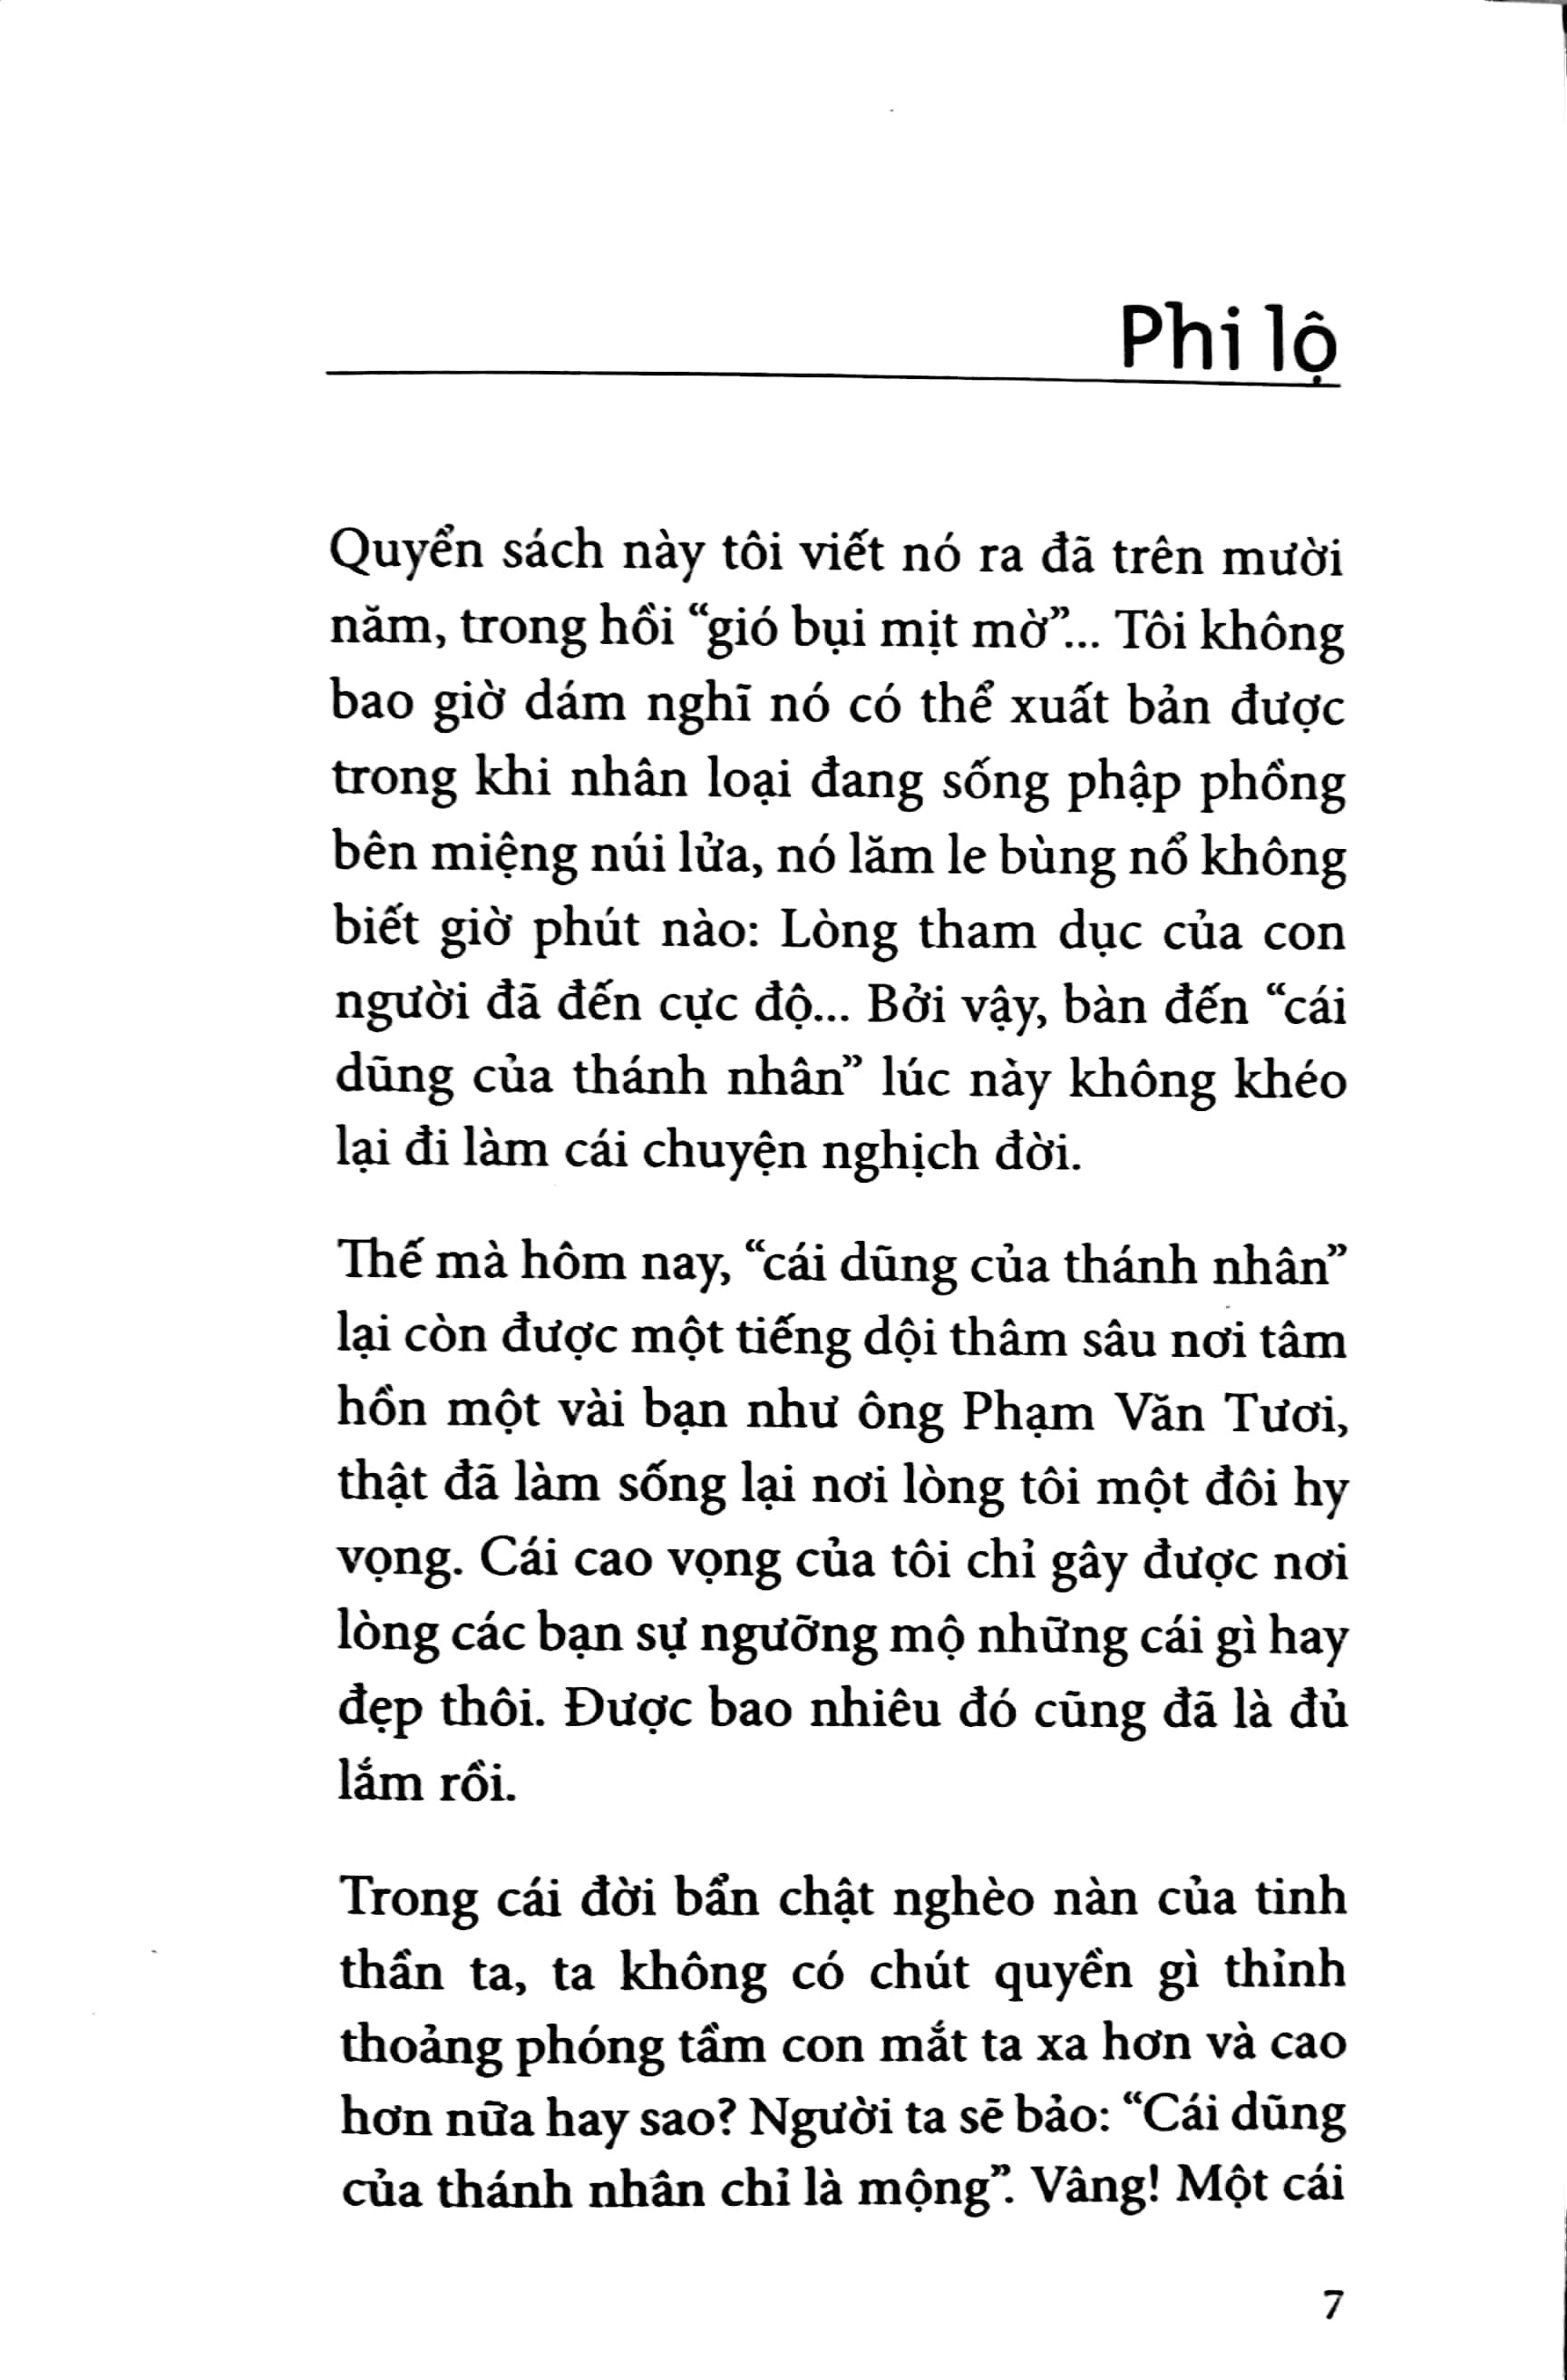 Phi lộ
Quyển sách này tôi viết nó ra đã trên mười
năm, trong hồi “gió bụi mịt mờ”... Tôi không
bao giờ dám nghĩ nó có thể xuất bản được
trong khi nhân loại đang sống phập phồng
bên miệng núi lửa, nó lăm le bùng nổ không
biết giờ phút nào: Lòng tham dục của con
người đã đến cực độ... Bởi vậy, bàn đến “cái
dũng của thánh nhân” lúc này không khéo
lại đi làm cái chuyện nghịch đời.
Thế mà hôm nay, “cái dũng của thánh nhân”
lại còn được một tiếng dội thâm sâu nơi tâm
hồn một vài bạn như ông Phạm Văn Tươi,
thật đã làm sống lại nơi lòng tôi một đôi hy
vọng. Cái cao vọng của tôi chỉ gây được nơi
lòng các bạn sự ngưỡng mộ những cái gì hay
đẹp thôi. Được bao nhiêu đó cũng đã là đủ
lắm rồi.
Trong cái đời bẩn chật nghèo nàn của tinh
thần ta, ta không có chút quyền gì thỉnh
thoảng phóng tầm con mắt ta xa hơn và cao
hơn nữa hay sao? Người ta sẽ bảo: “Cái dũng
của thánh nhân chỉ là mộng”. Vâng! Một cái
7